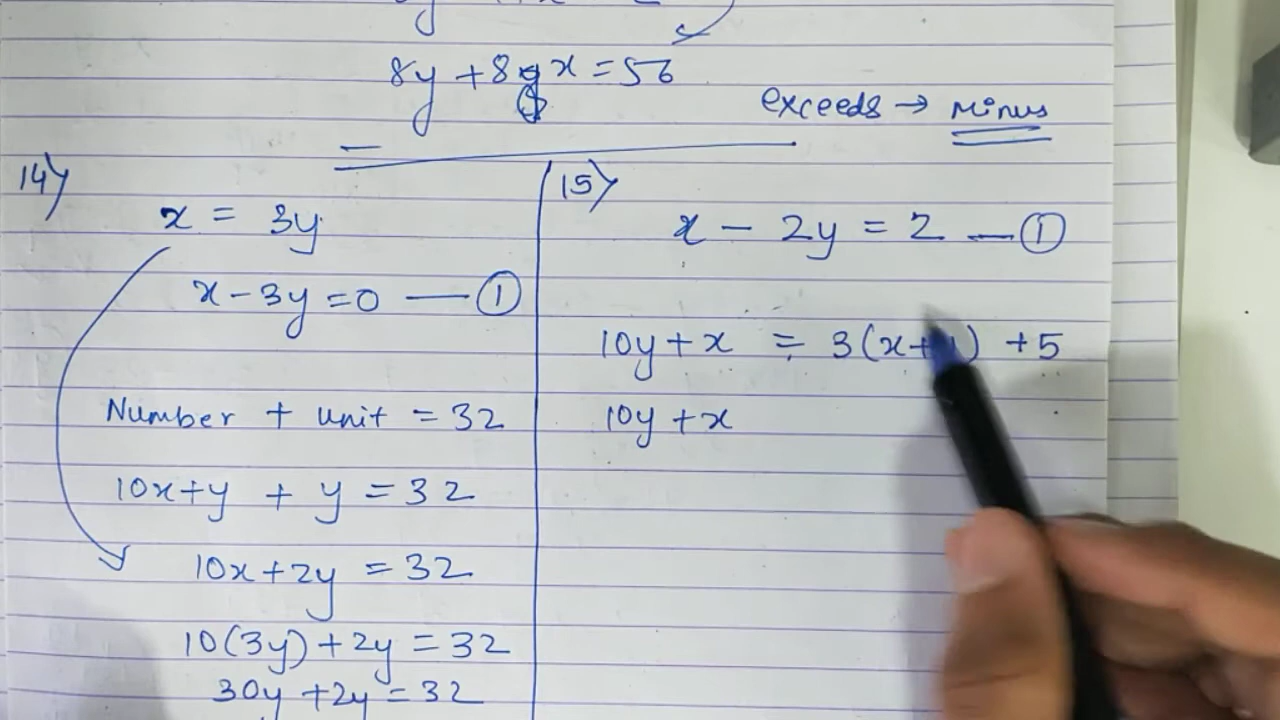 8y + 8x = 56
exceeds → Minus
14)
x = 3y
x - 3y = 0 — ①
Number + unit = 32
10x+y + y = 32
10x+2y = 32
10(3y)+2y = 32
30y +2y = 32
15)
x - 2y = 2 — ①
10y + x = 3(x+ ) + 5
10y + x